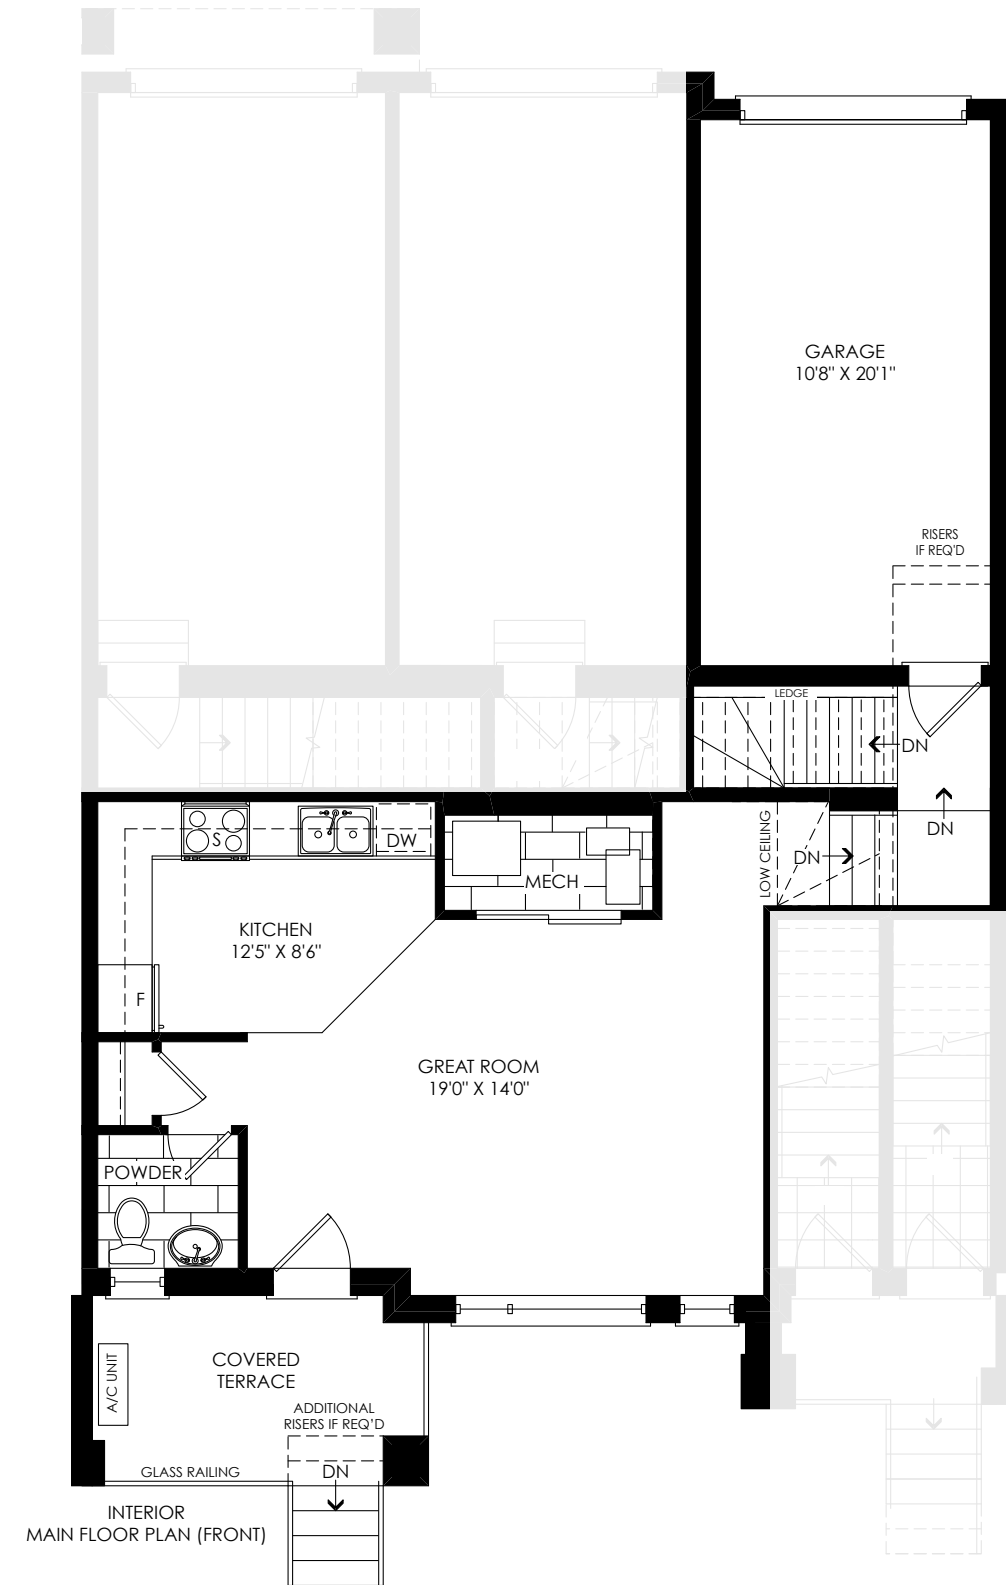 GARAGE
10'8" X 20'1"
RISERS
IF REQ'D
LEDGE
DN
DN
LOW CEILING
DN
S
DW
MECH
KITCHEN
12'5" X 8'6"
F
GREAT ROOM
19'0" X 14'0"
POWDER
A/C UNIT
COVERED
TERRACE
ADDITIONAL
RISERS IF REQ'D
GLASS RAILING
DN
INTERIOR
MAIN FLOOR PLAN (FRONT)